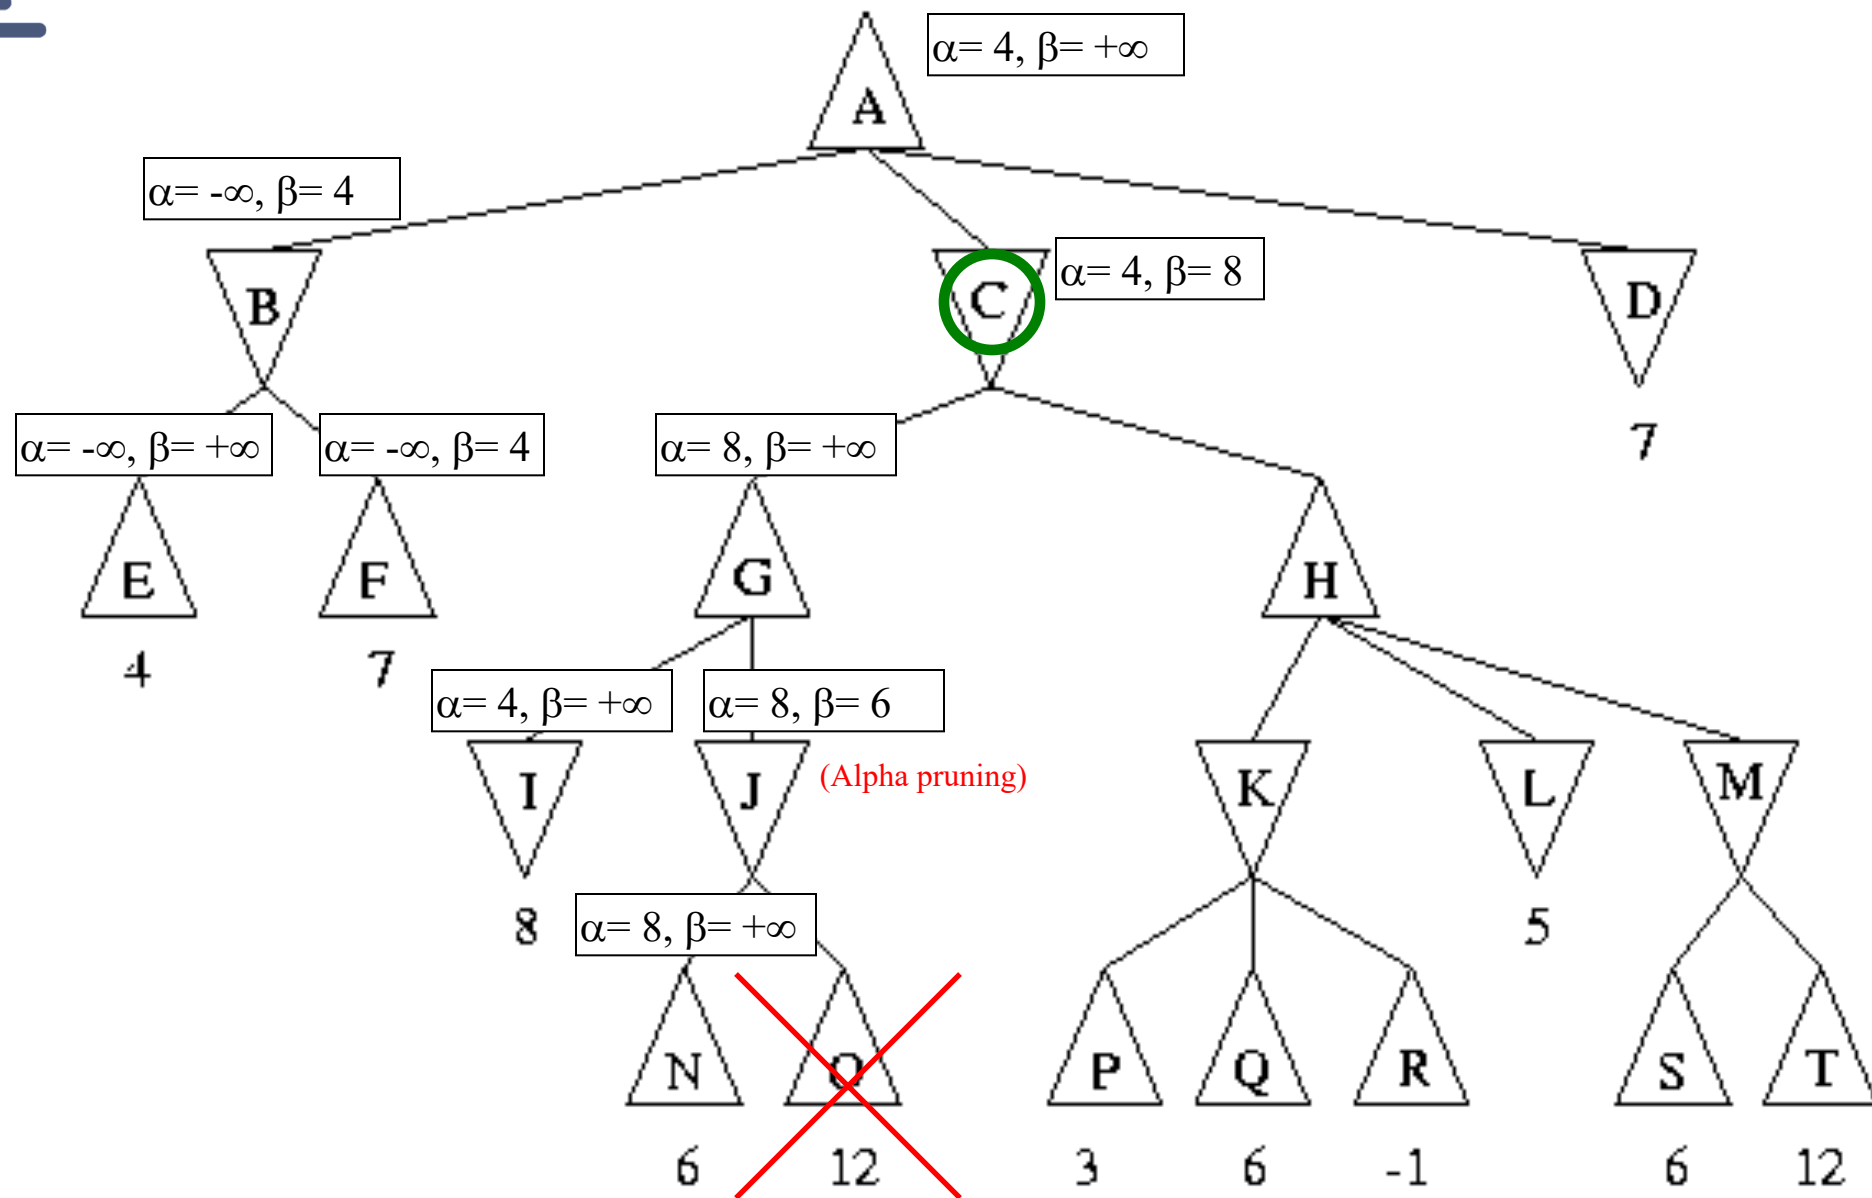 α= 4, β= +∞
A
α= -∞, β= 4
B
C
α= 4, β= 8
D
7
α= -∞, β= +∞
α= -∞, β= 4
α= 8, β= +∞
E
F
G
H
4
7
α= 4, β= +∞
α= 8, β= 6
I
J
(Alpha pruning)
K
L
M
8
α= 8, β= +∞
5
N
O
P
Q
R
S
T
6
12
3
6
-1
6
12